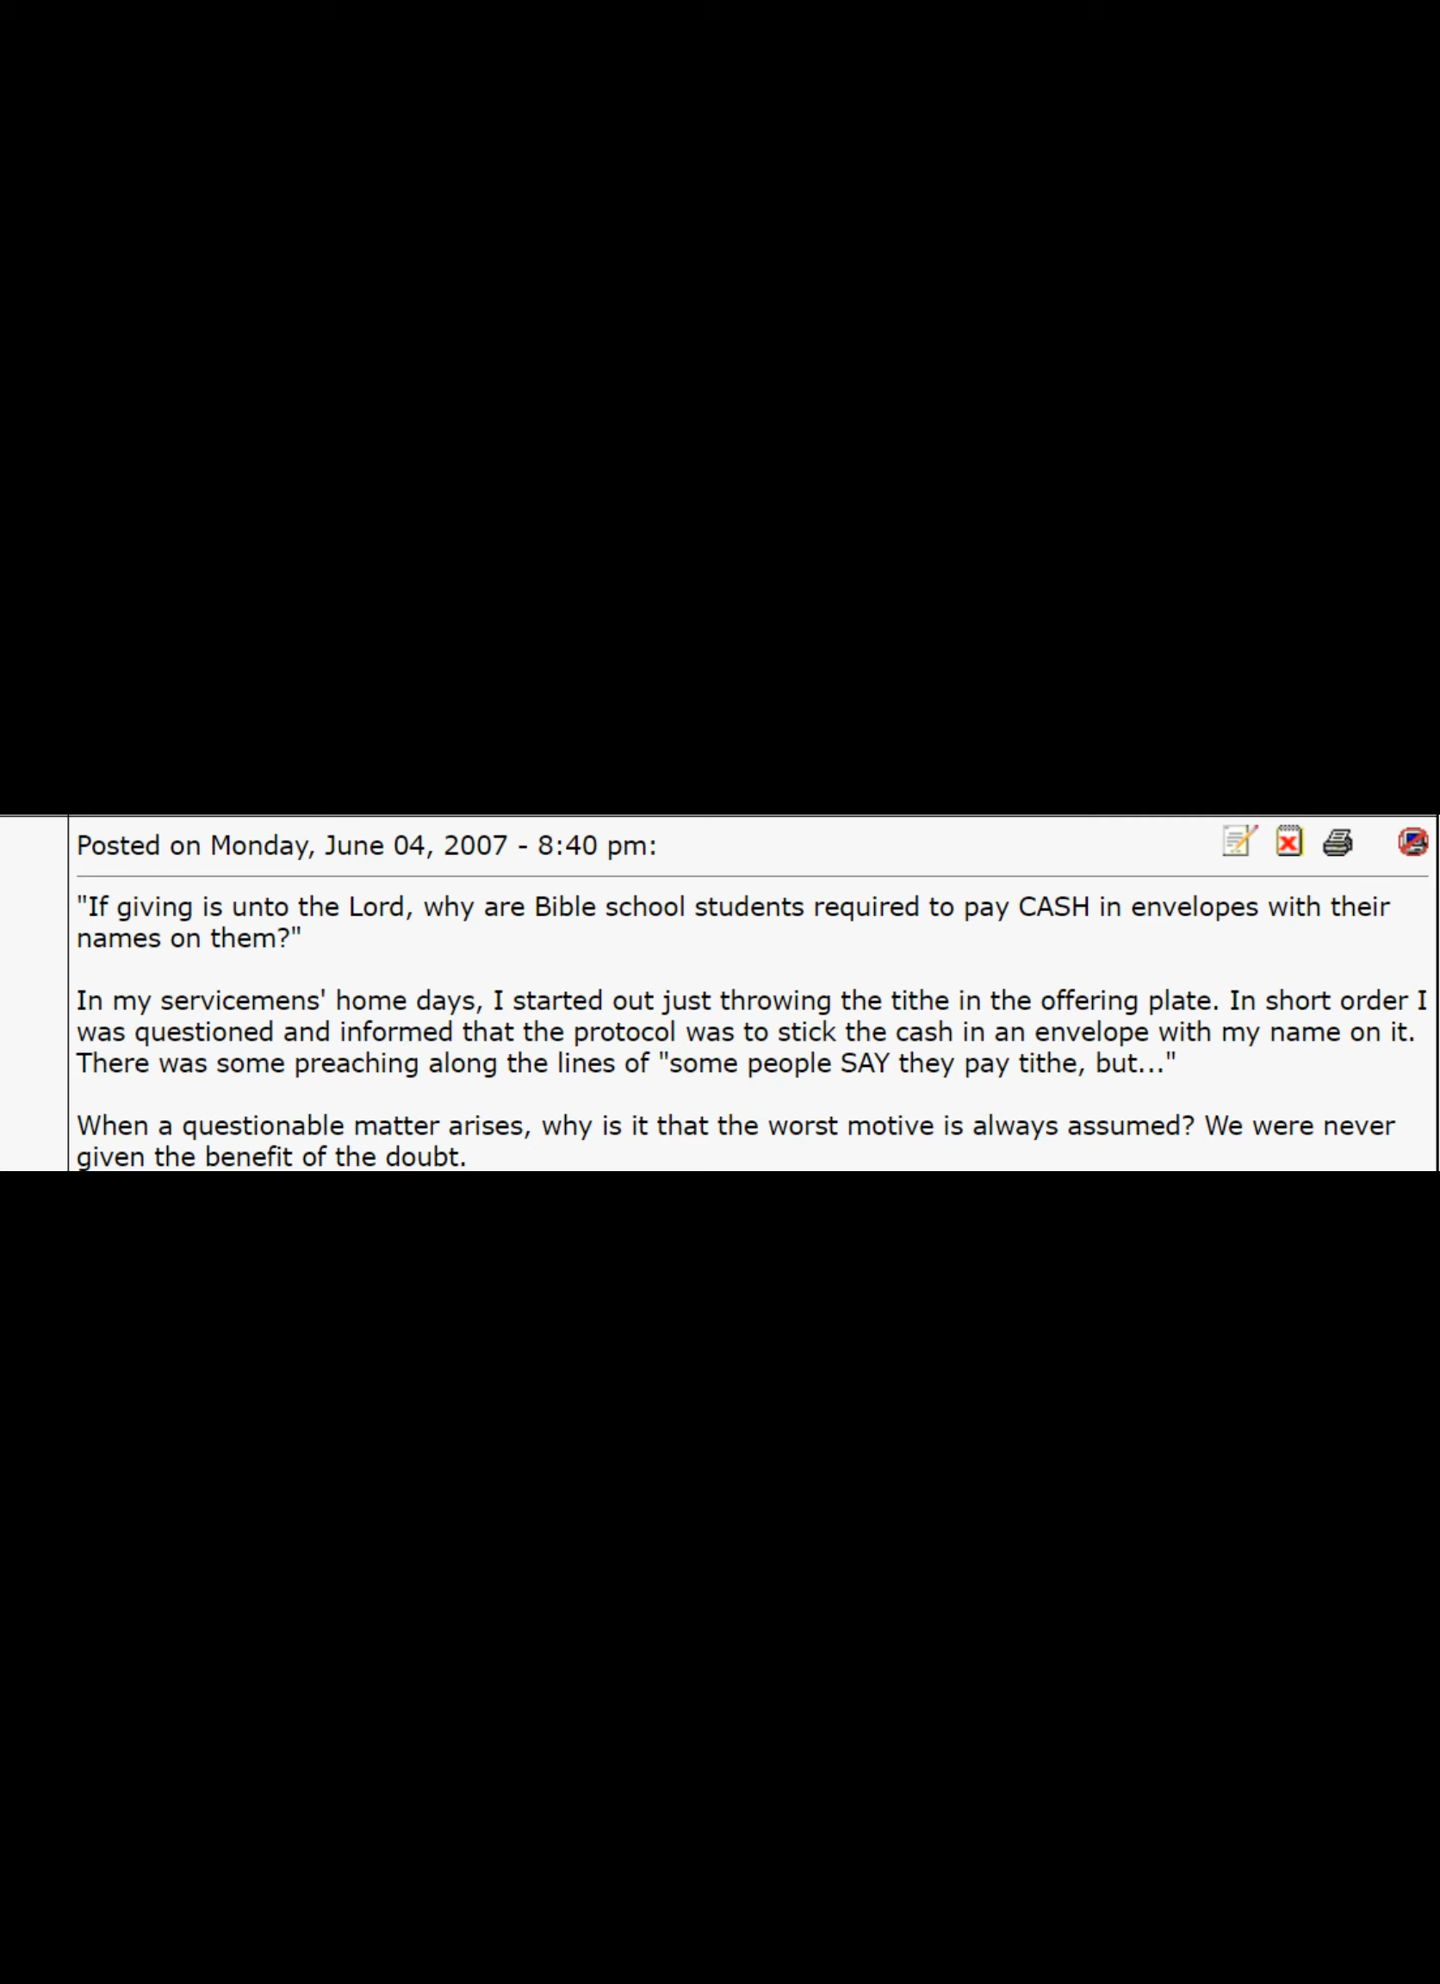 Posted on Monday, June 04, 2007 - 8:40 pm:
"If giving is unto the Lord, why are Bible school students required to pay CASH in envelopes with their
names on them?"
In my servicemens' home days, I started out just throwing the tithe in the offering plate. In short order I
was questioned and informed that the protocol was to stick the cash in an envelope with my name on it.
There was some preaching along the lines of "some people SAY they pay tithe, but..."
When a questionable matter arises, why is it that the worst motive is always assumed? We were never
given the benefit of the doubt.